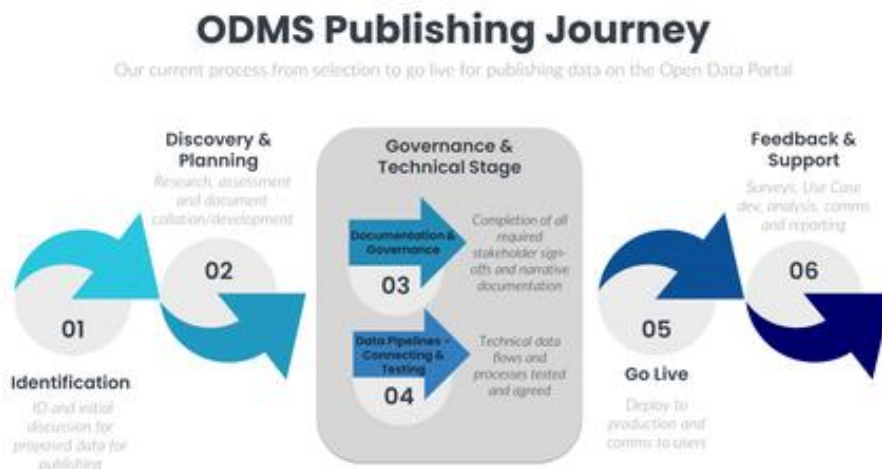 ODMS Publishing Journey
Our current process from selection to go live for publishing data on the Open Data Portal
01
Identification
ID and initial
discussion for
proposed data for
publishing
Discovery &
Planning
Research, assessment
and document
collation/development
02
Governance &
Technical Stage
Documentation &
Governance
03
Completion of all
required
stakeholder sign-
offs and narrative
documentation
Data Pipelines -
Connecting &
Testing
04
Technical data
flows and
processes tested
and agreed
05
Go Live
Deploy to
production and
comms to users
Feedback &
Support
Surveys, Use Case
dev, analysis, comms
and reporting
06